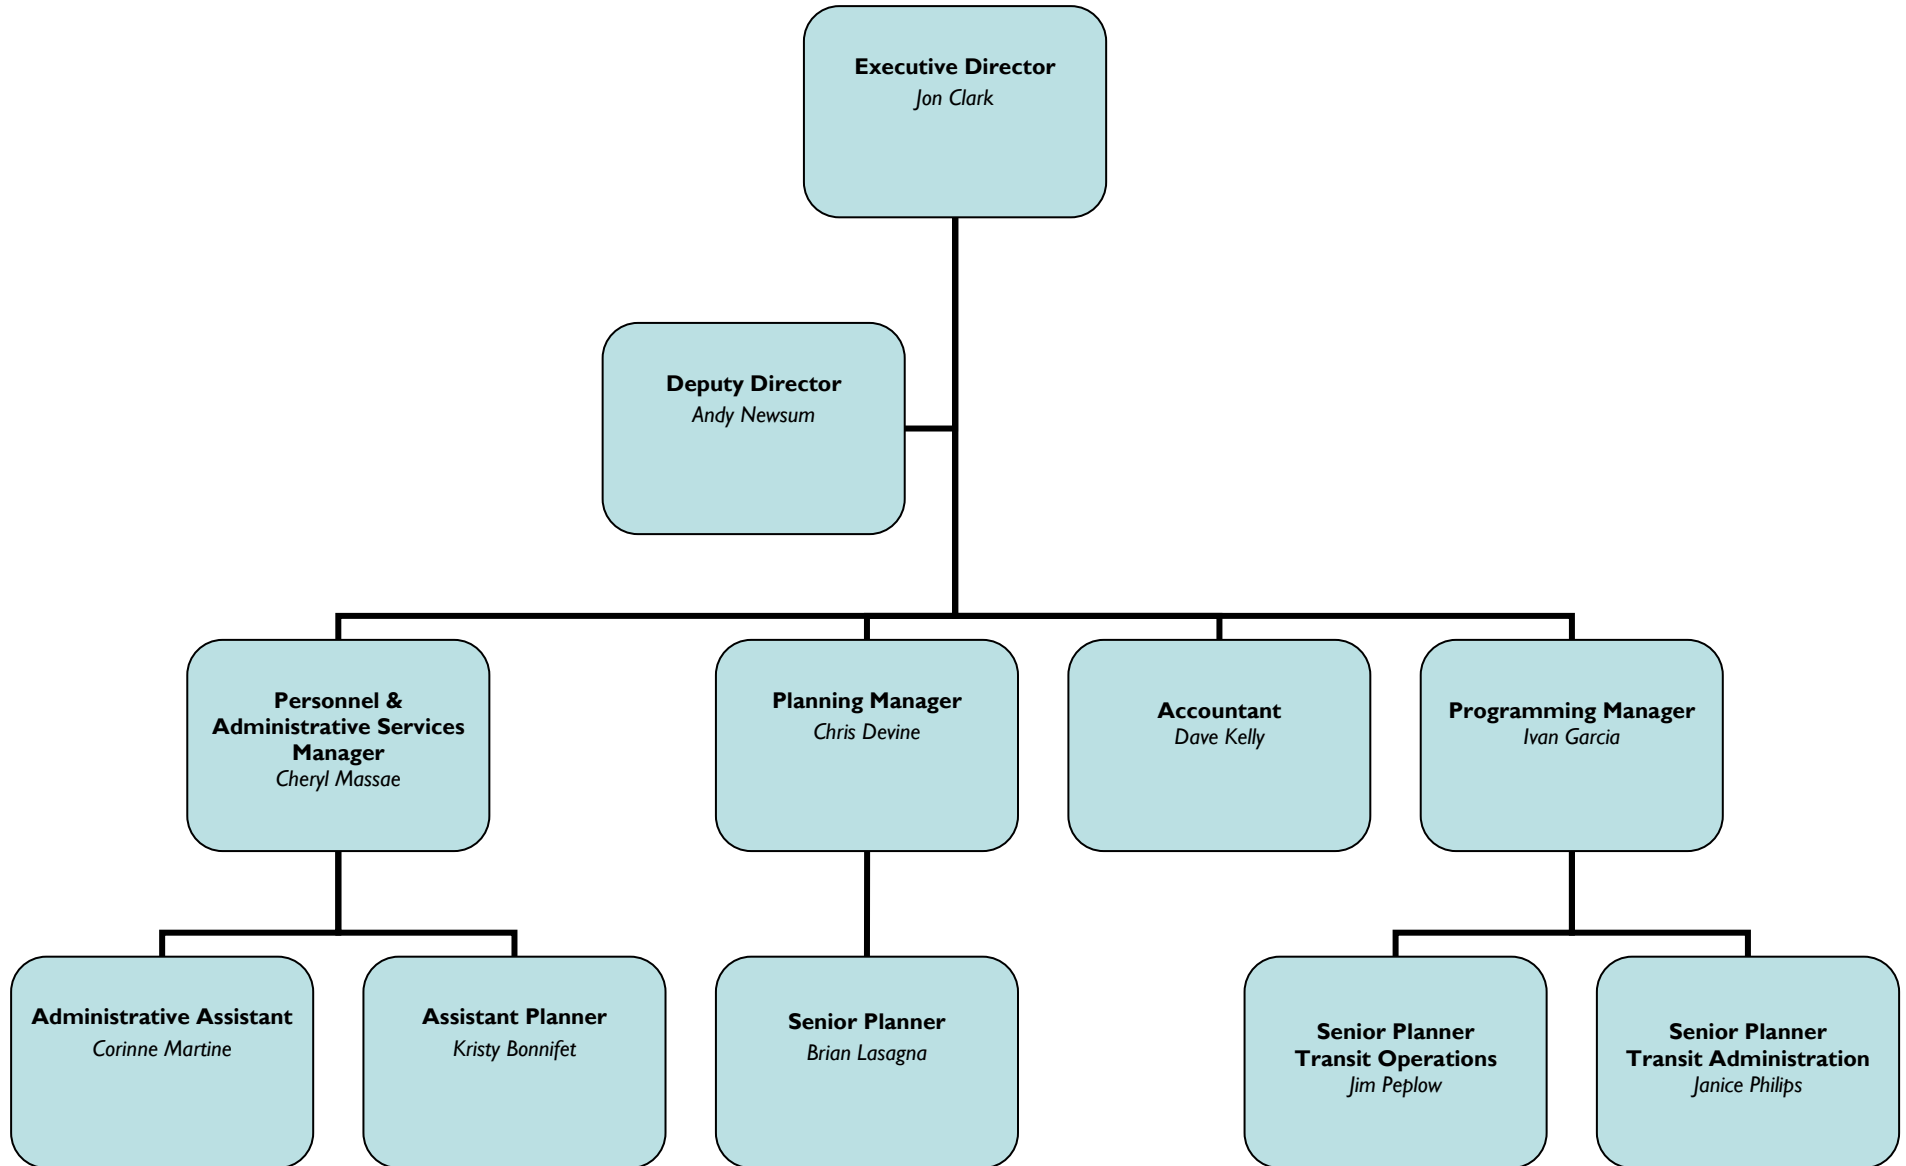 Executive Director
Jon Clark
Deputy Director
Andy Newsum
Personnel &
Administrative Services
Manager
Cheryl Massae
Planning Manager
Chris Devine
Accountant
Dave Kelly
Programming Manager
Ivan Garcia
Administrative Assistant
Corinne Martine
Assistant Planner
Kristy Bonnifet
Senior Planner
Brian Lasagna
Senior Planner
Transit Operations
Jim Peplow
Senior Planner
Transit Administration
Janice Philips